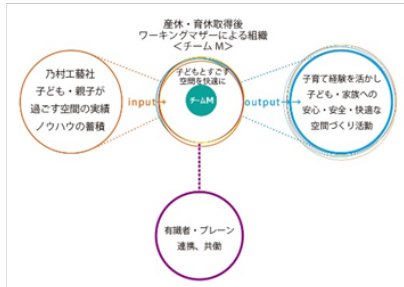 産休・育休取得後
ワーキングマザーによる組織
＜チームM＞
乃村工藝社
子ども・親子が
過ごす空間の実績
ノウハウの蓄積
input
子どもとすごす
空間を快適に
チームM
output
子育て経験を活かし
子ども・家族への
安心・安全・快適な
空間づくり活動
有識者・ブレーン
連携、共働